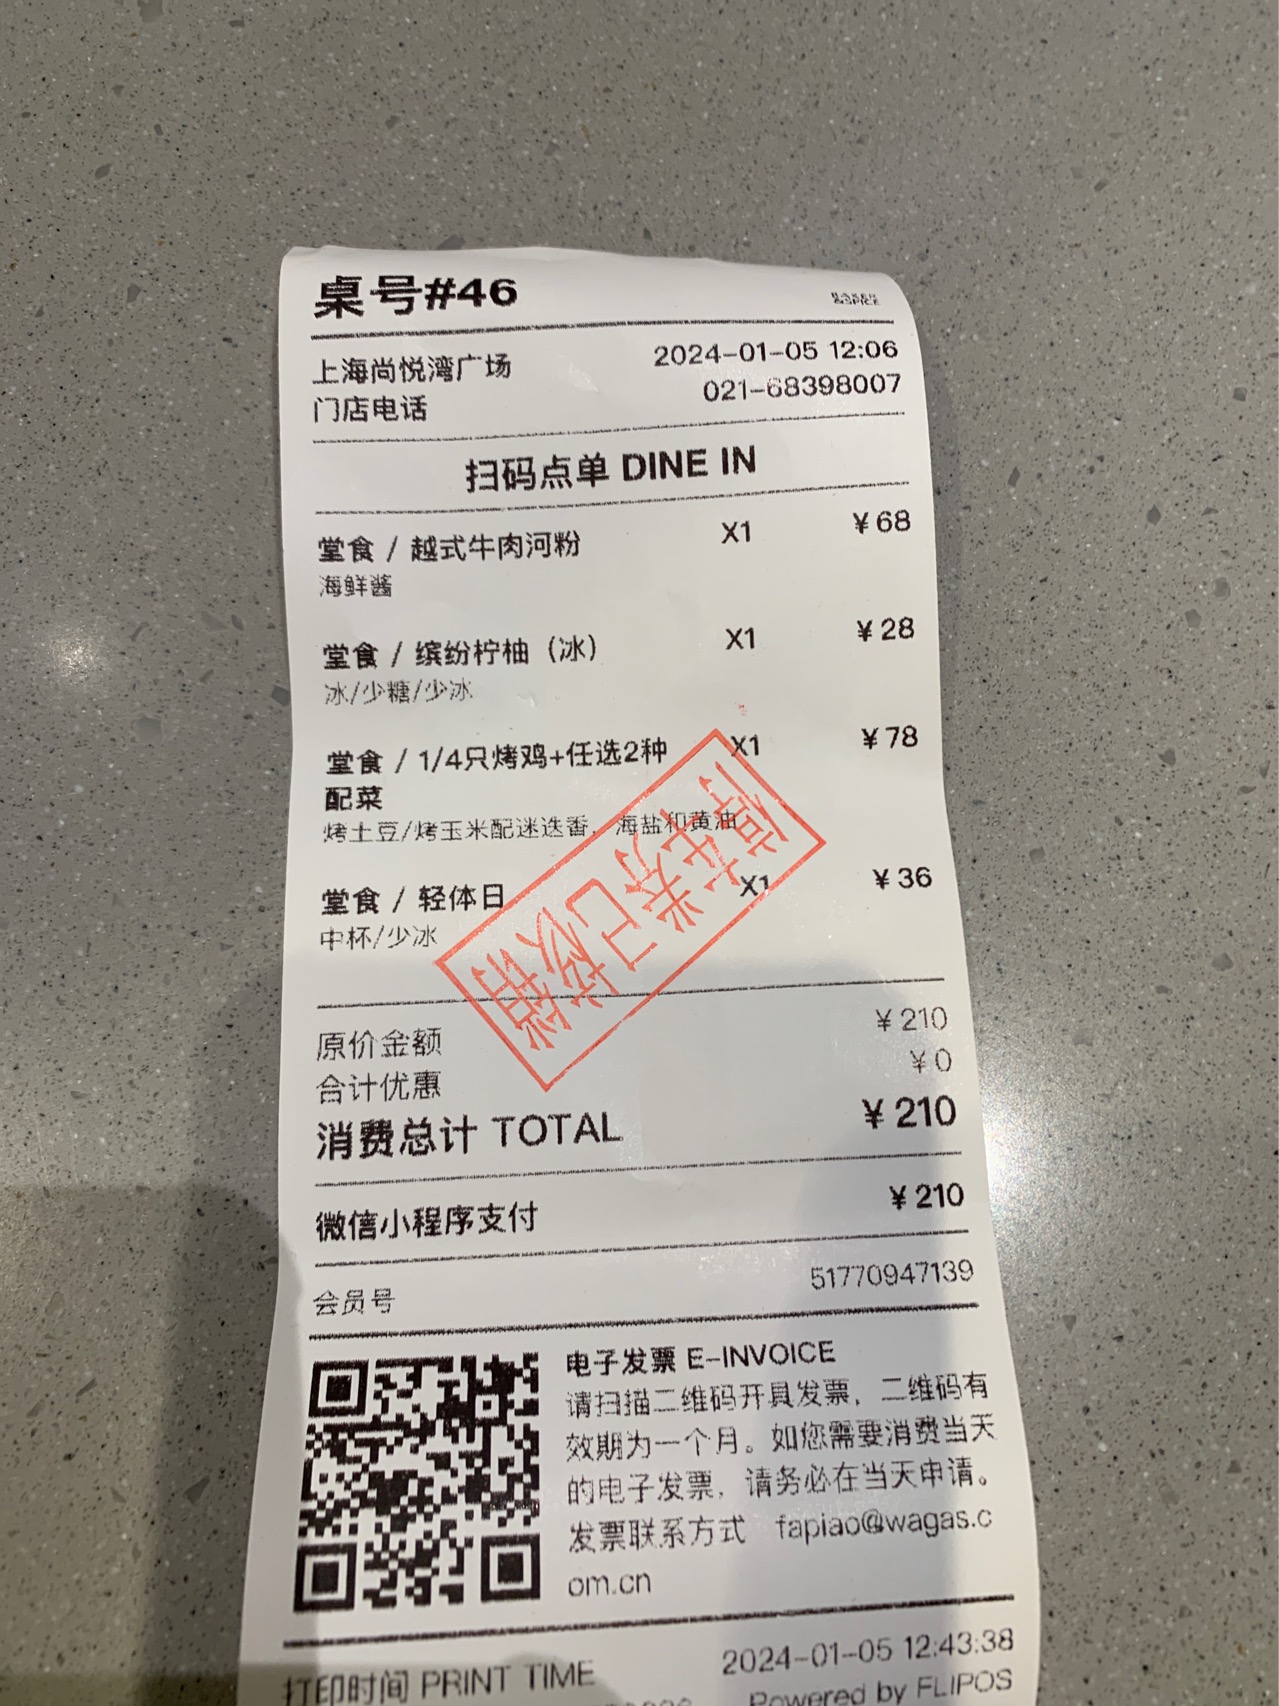 桌号#46
BAKER
&SPICE
上海尚悦湾广场 2024-01-05 12:06
门店电话 021-68398007
扫码点单 DINE IN
堂食 / 越式牛肉河粉 X1 ¥68
海鲜酱
堂食 / 缤纷柠柚（冰） X1 ¥28
冰/少糖/少冰
堂食 / 1/4只烤鸡+任选2种 X1 ¥78
配菜
烤土豆/烤玉米配迷迭香，海盐和黄油
堂食 / 轻体日 X1 ¥36
中杯/少冰
停车券已核销
原价金额 ¥210
合计优惠 ¥0
消费总计 TOTAL ¥210
微信小程序支付 ¥210
会员号 51770947139
电子发票 E-INVOICE
请扫描二维码开具发票，二维码有
效期为一个月。如您需要消费当天
的电子发票，请务必在当天申请。
发票联系方式 fapiao@wagas.c
om.cn
打印时间 PRINT TIME 2024-01-05 12:43:38
Powered by FLIPOS